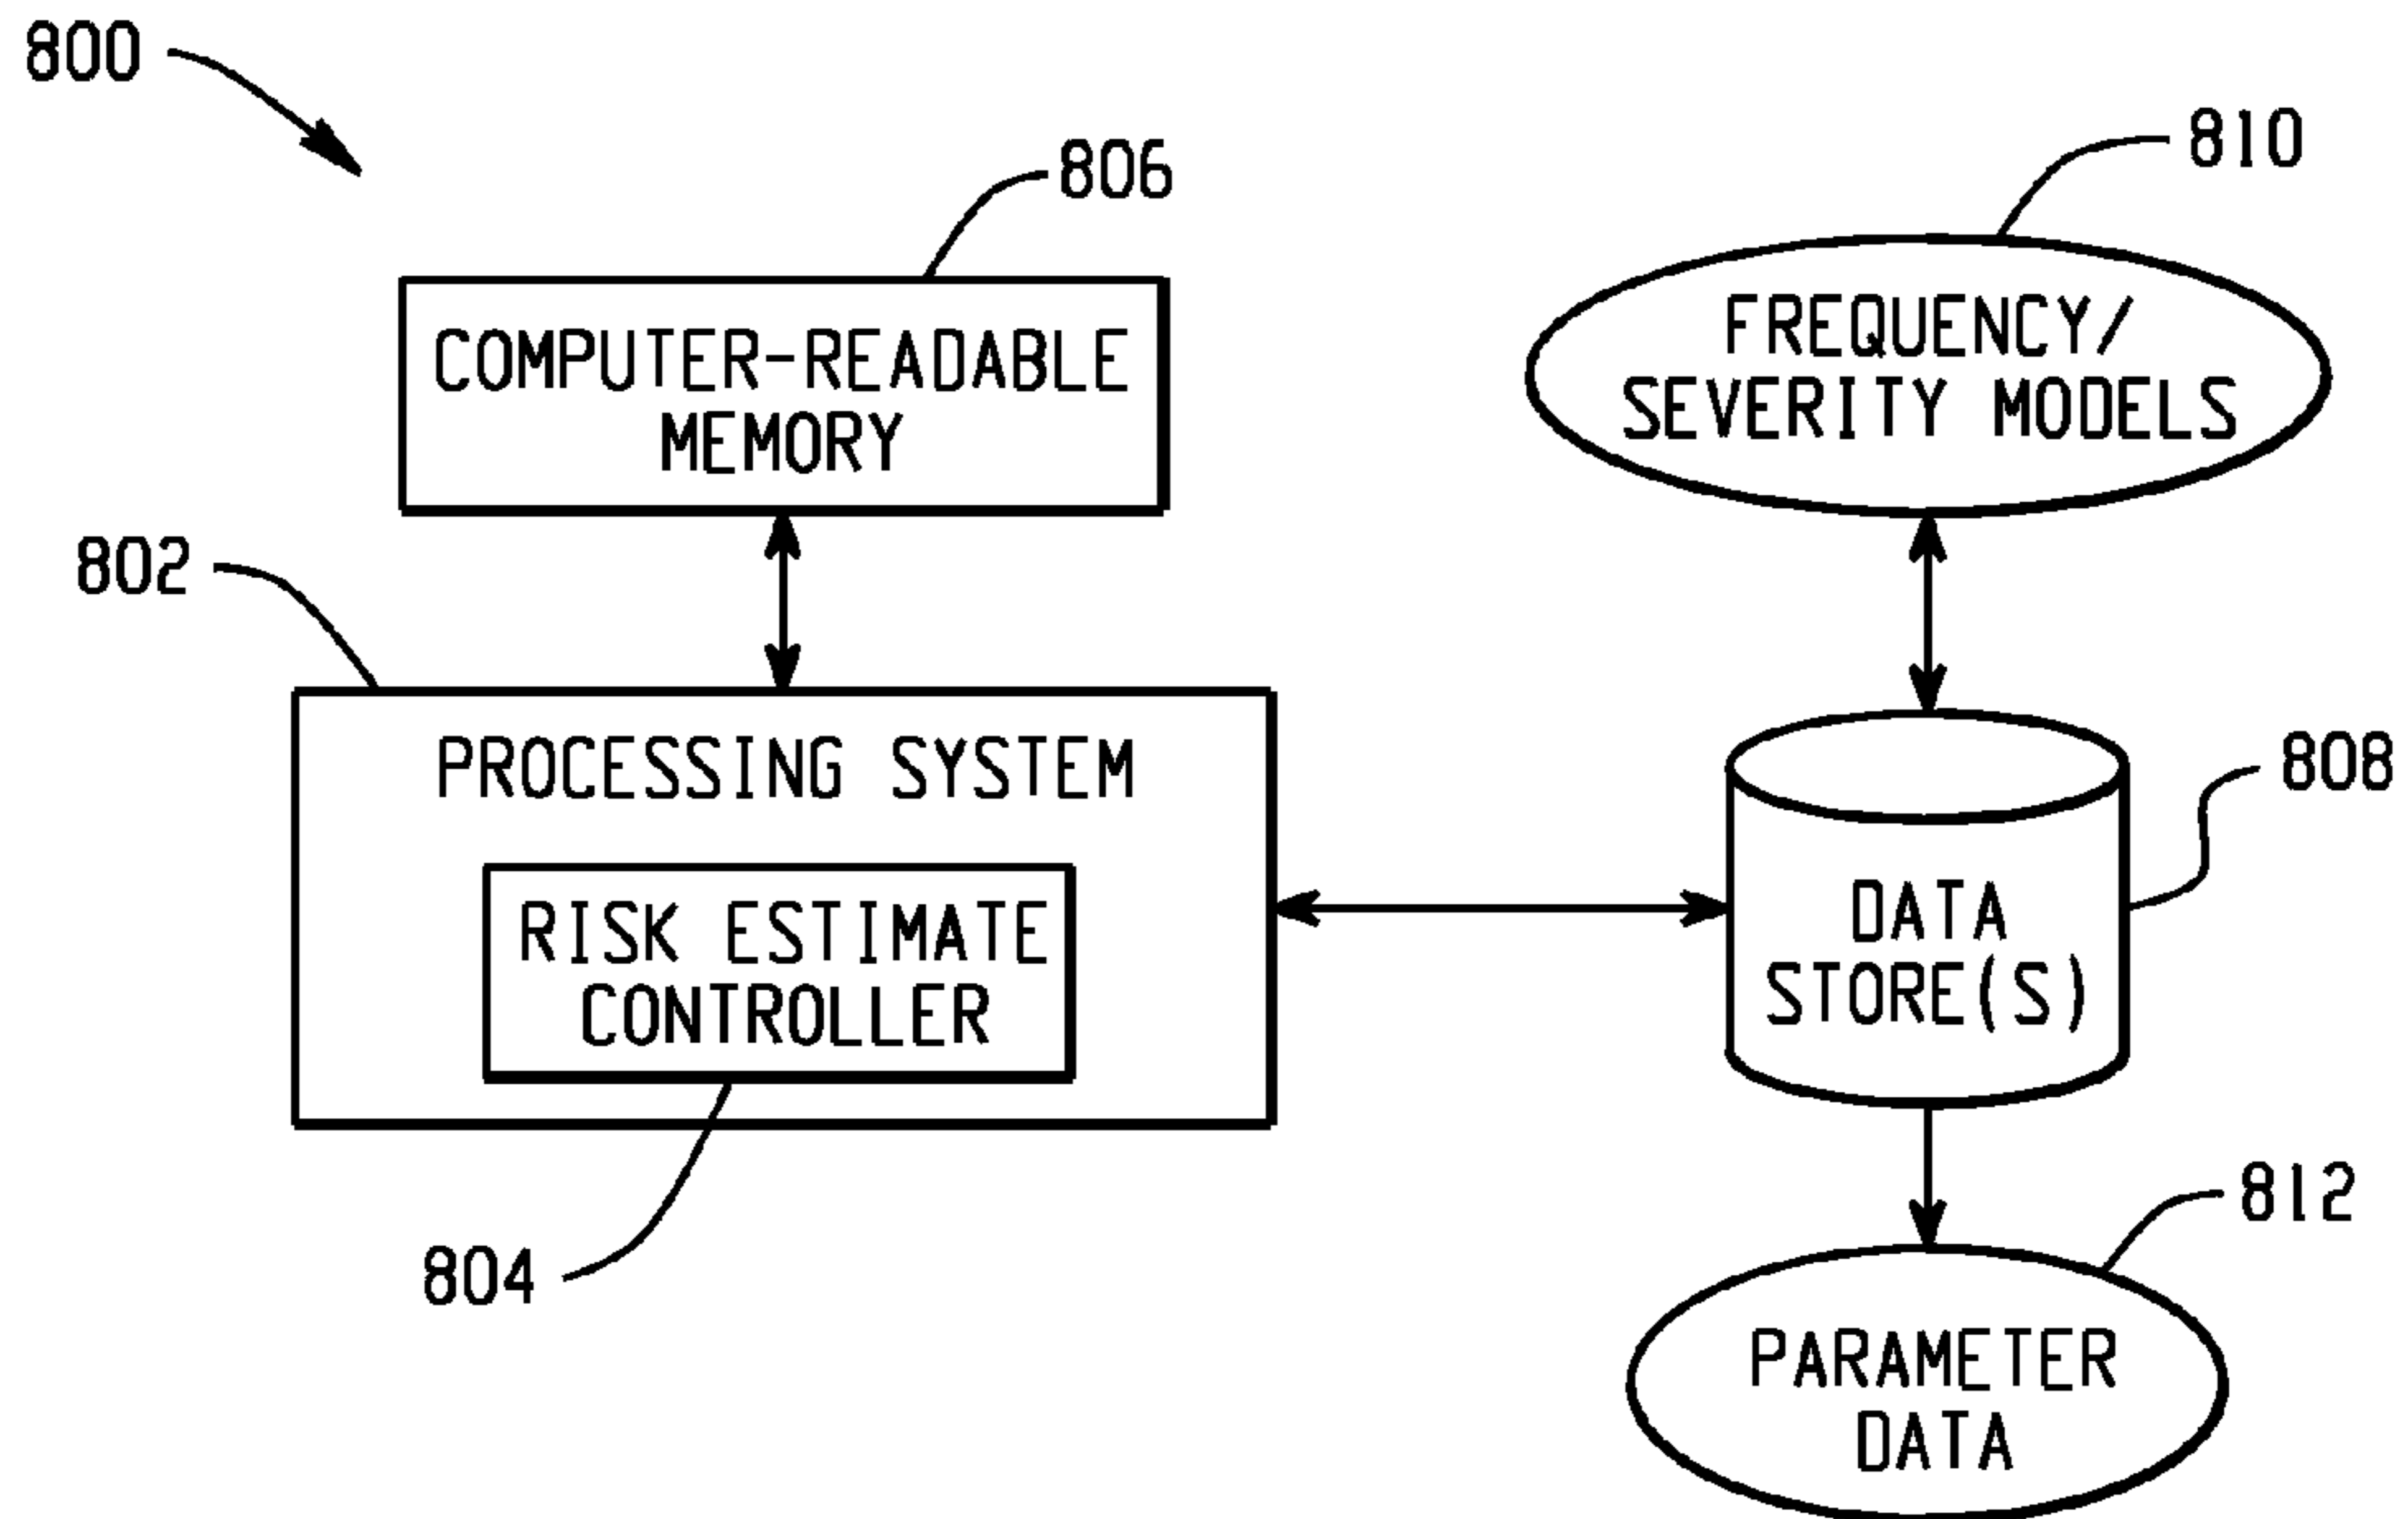 800
806
810
COMPUTER-READABLE
MEMORY
FREQUENCY/
SEVERITY MODELS
802
PROCESSING SYSTEM
RISK ESTIMATE
CONTROLLER
808
DATA
STORE(S)
804
812
PARAMETER
DATA